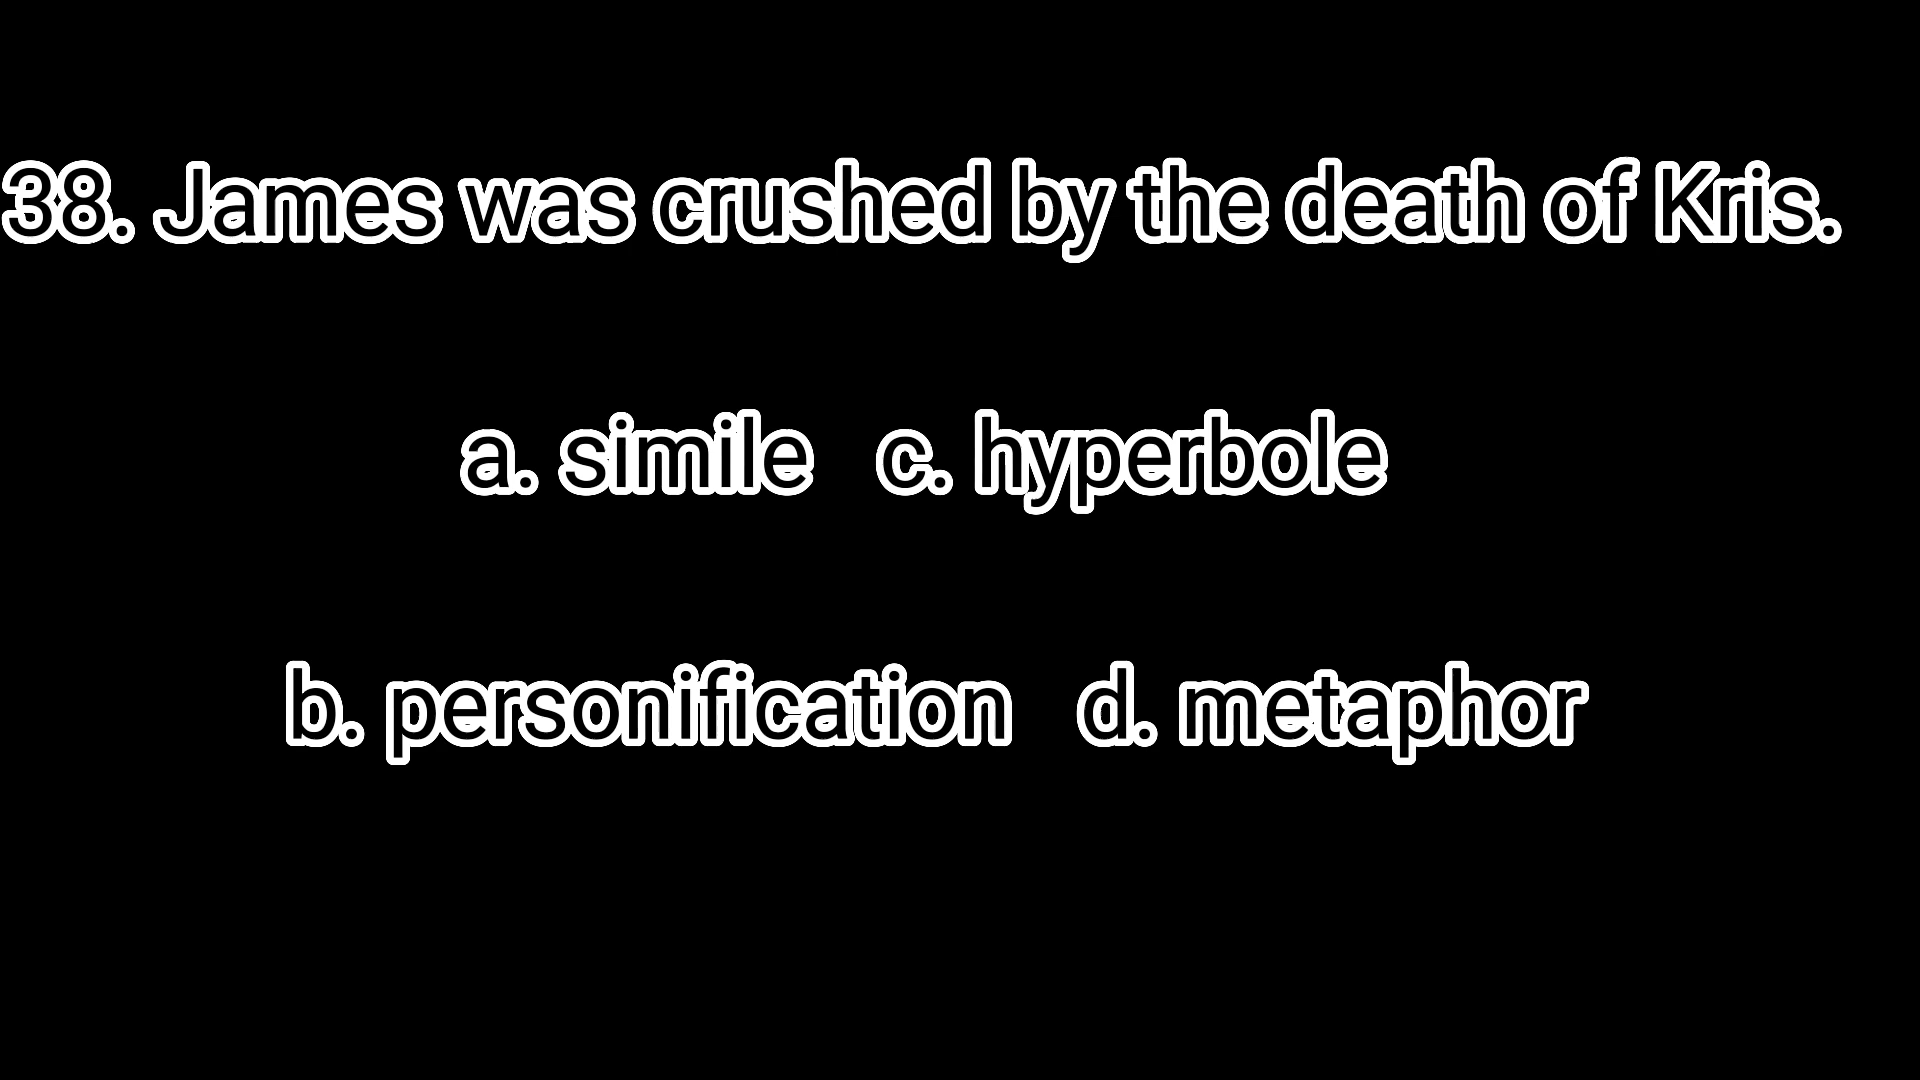 38. James was crushed by the death of Kris.
a. simile c. hyperbole
b. personification d. metaphor